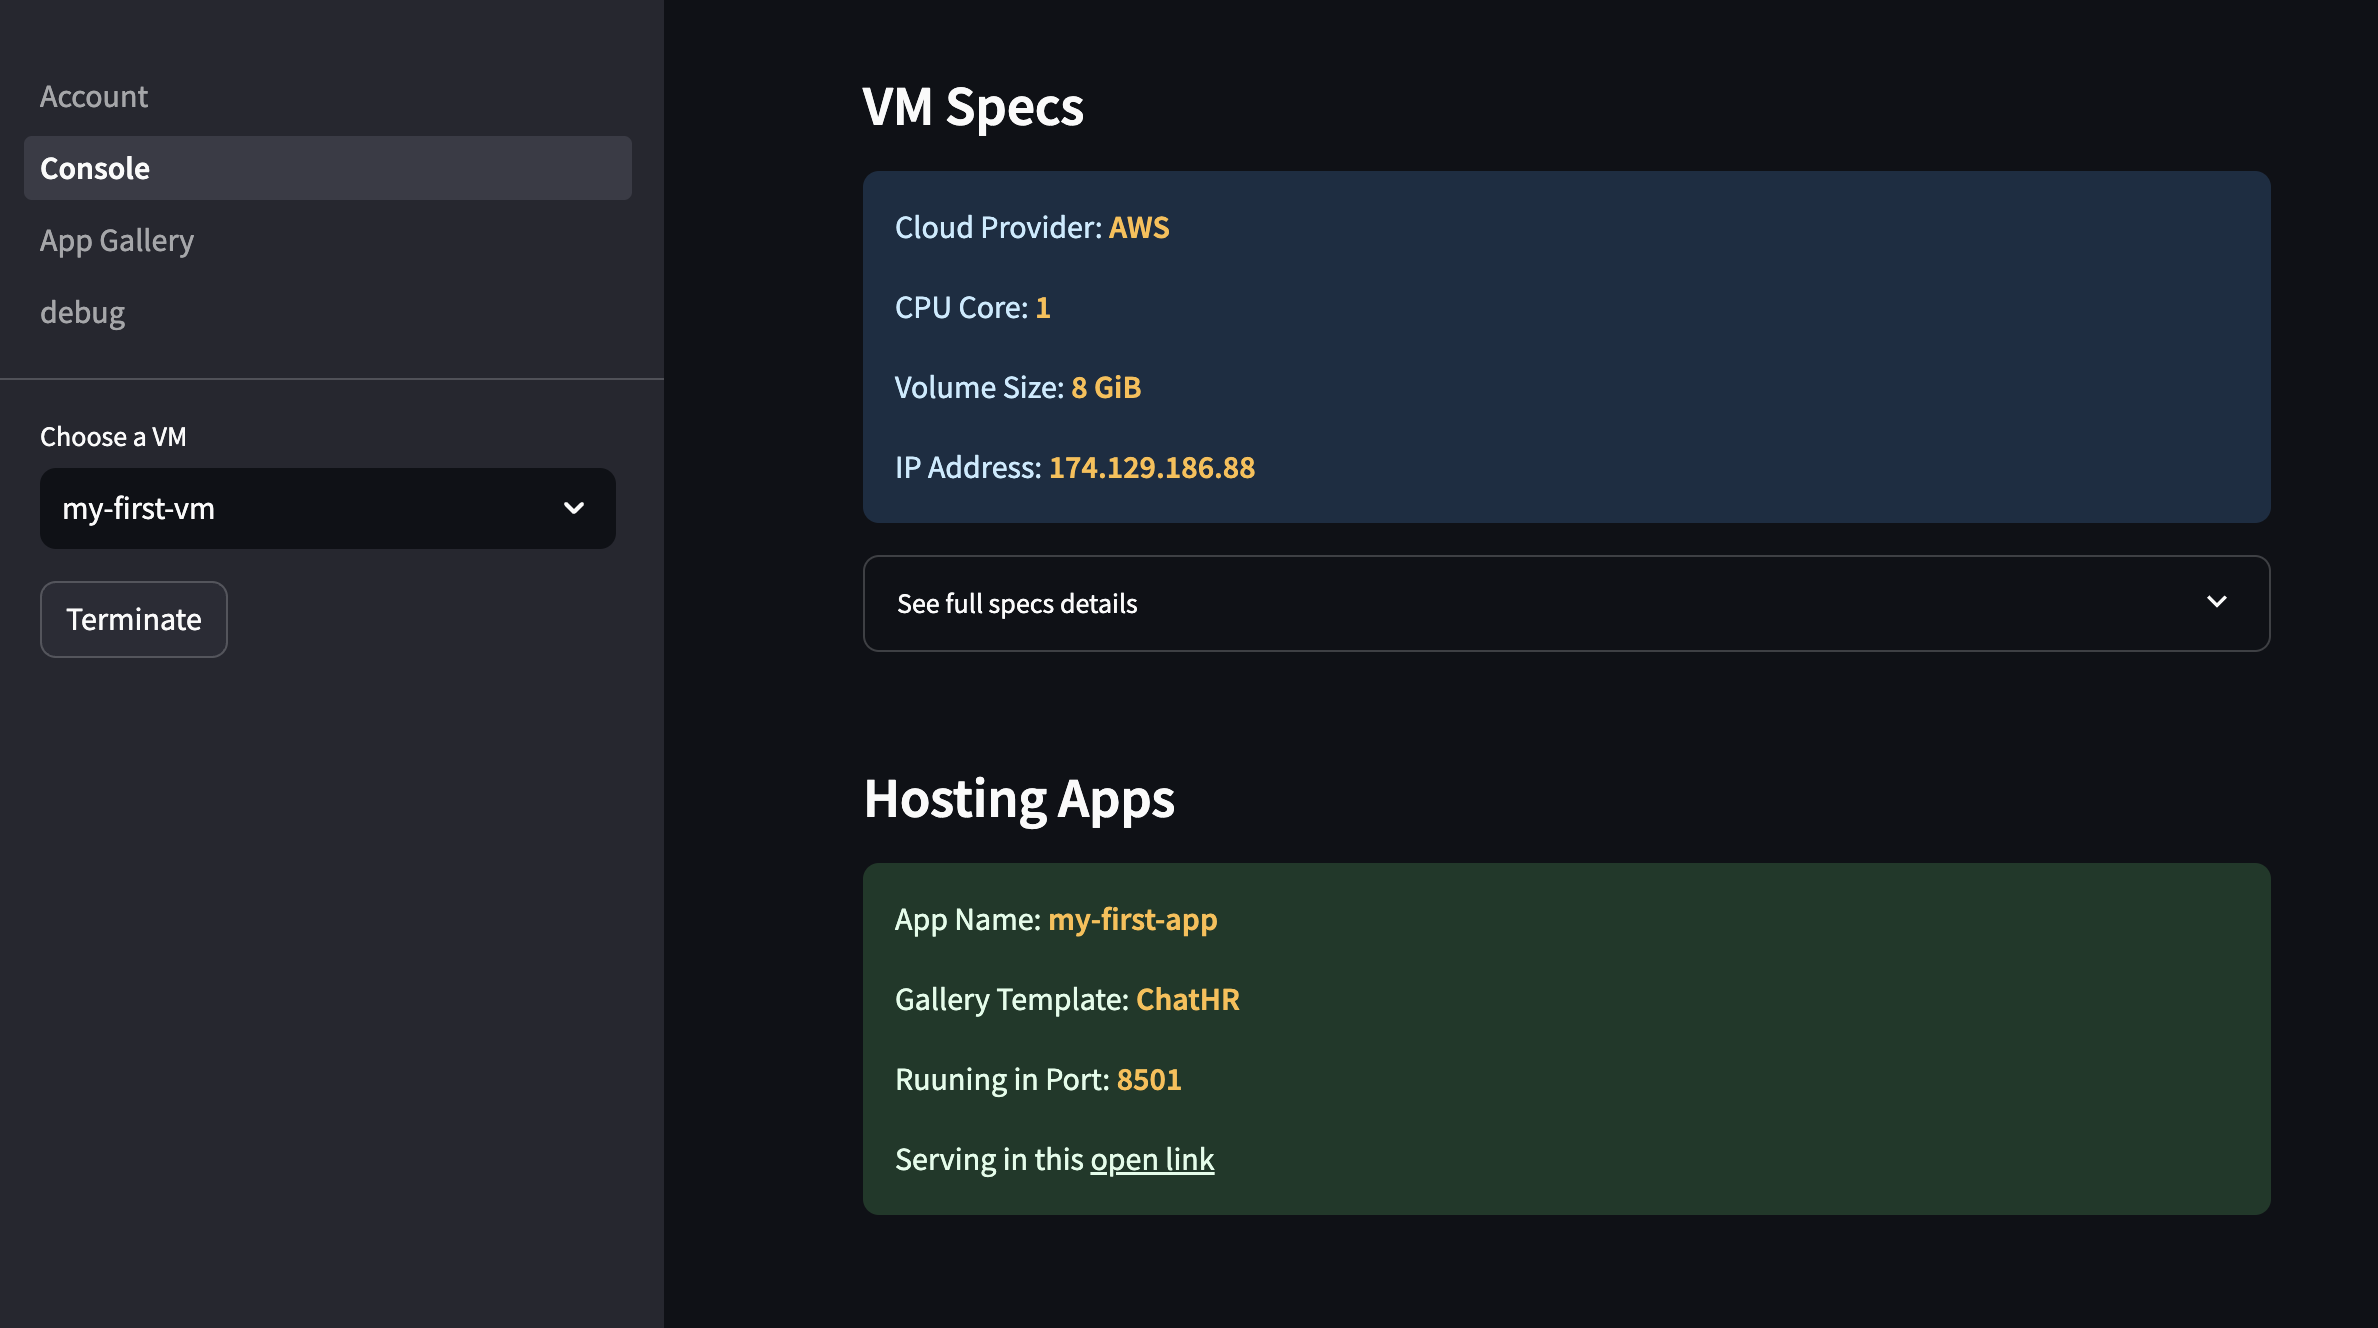 Account
Console
App Gallery
debug
Choose a VM
my-first-vm
Terminate
VM Specs
Cloud Provider: AWS
CPU Core: 1
Volume Size: 8 GiB
IP Address: 174.129.186.88
See full specs details
Hosting Apps
App Name: my-first-app
Gallery Template: ChatHR
Ruuning in Port: 8501
Serving in this open link